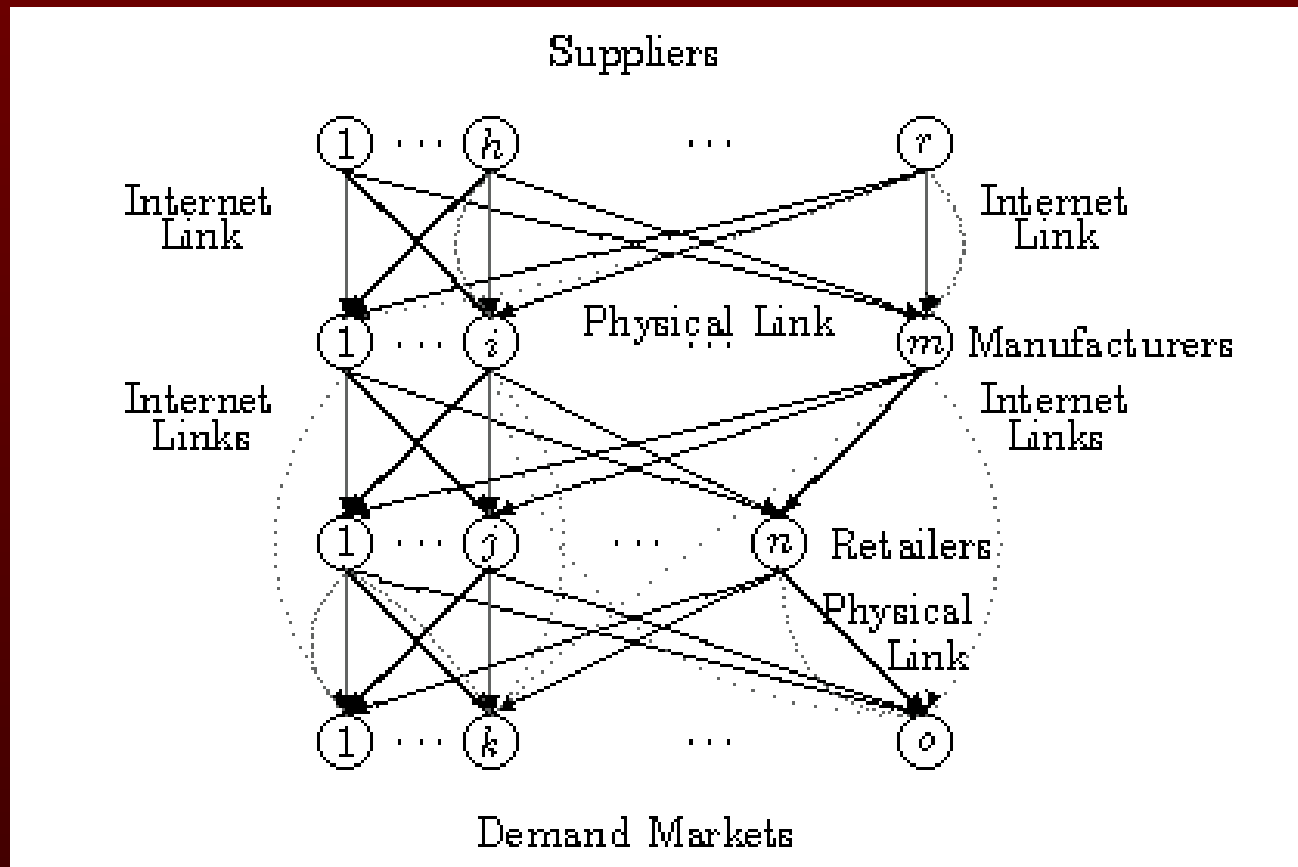 Suppliers
1 ··· h ··· r
Internet
Link
Internet
Link
Physical Link
1 ··· i ··· m Manufacturers
Internet
Links
Internet
Links
1 ··· j ··· n Retailers
Physical
Link
1 ··· k ··· o
Demand Markets